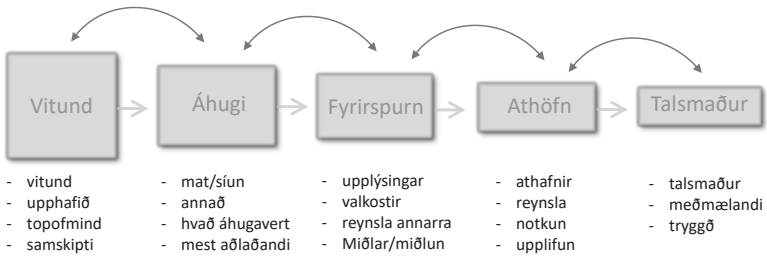 Vitund
Áhugi
Fyrirspurn
Athöfn
Talsmaður
- vitund
- upphafið
- topofmind
- samskipti
- mat/síun
- annað
- hvað áhugavert
- mest aðlaðandi
- upplýsingar
- valkostir
- reynsla annarra
- Miðlar/miðlun
- athafnir
- reynsla
- notkun
- upplifun
- talsmaður
- meðmælandi
- tryggð